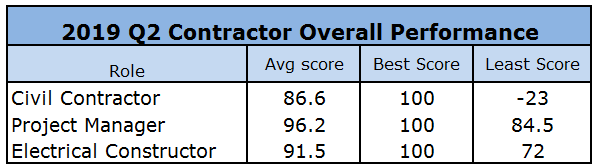 2019 Q2 Contractor Overall Performance
Role Avg score Best Score Least Score
Civil Contractor 86.6 100 -23
Project Manager 96.2 100 84.5
Electrical Constructor 91.5 100 72